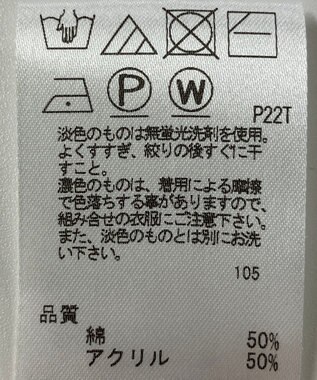 P
W
P22T
淡色のものは無蛍光洗剤を使用。
よくすすぎ、絞りの後すぐに干
すこと。
濃色のものは、着用による摩擦
で色落ちする事がありますので、
組み合せの衣服にご注意下さい。
また、淡色のものとは別にお洗
い下さい。
105
品質
綿 50%
アクリル 50%